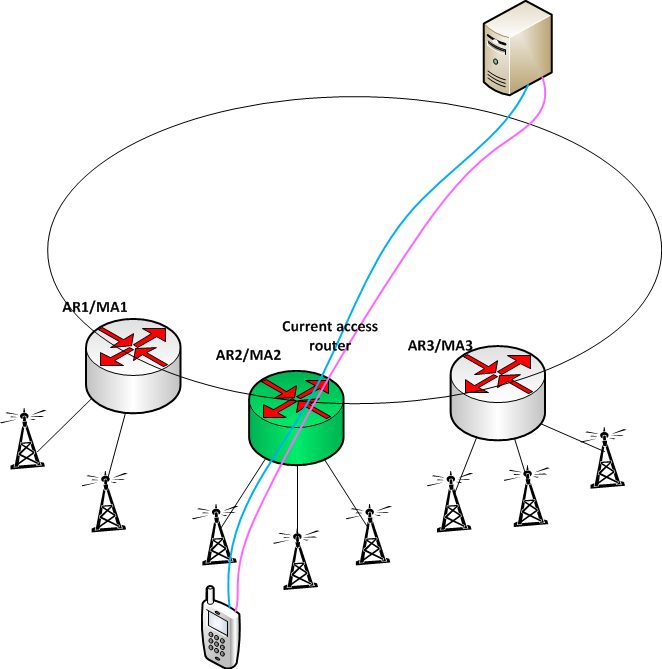 AR1/MA1
Current access
router
AR2/MA2
AR3/MA3